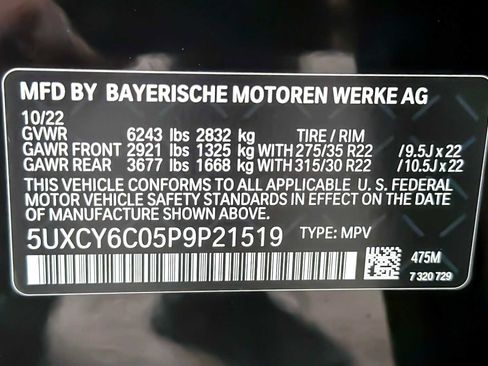 MFD BY BAYERISCHE MOTOREN WERKE AG
10/22
GVWR 6243 lbs 2832 kg TIRE / RIM
GAWR FRONT 2921 lbs 1325 kg WITH 275/35 R22 /9.5J x 22
GAWR REAR 3677 lbs 1668 kg WITH 315/30 R22 /10.5J x 22
THIS VEHICLE CONFORMS TO ALL APPLICABLE U. S. FEDERAL
MOTOR VEHICLE SAFETY STANDARDS IN EFFECT ON THE
DATE OF MANUFACTURE SHOWN ABOVE.
5UXCY6C05P9P21519 TYPE: MPV
475M
7 320 729